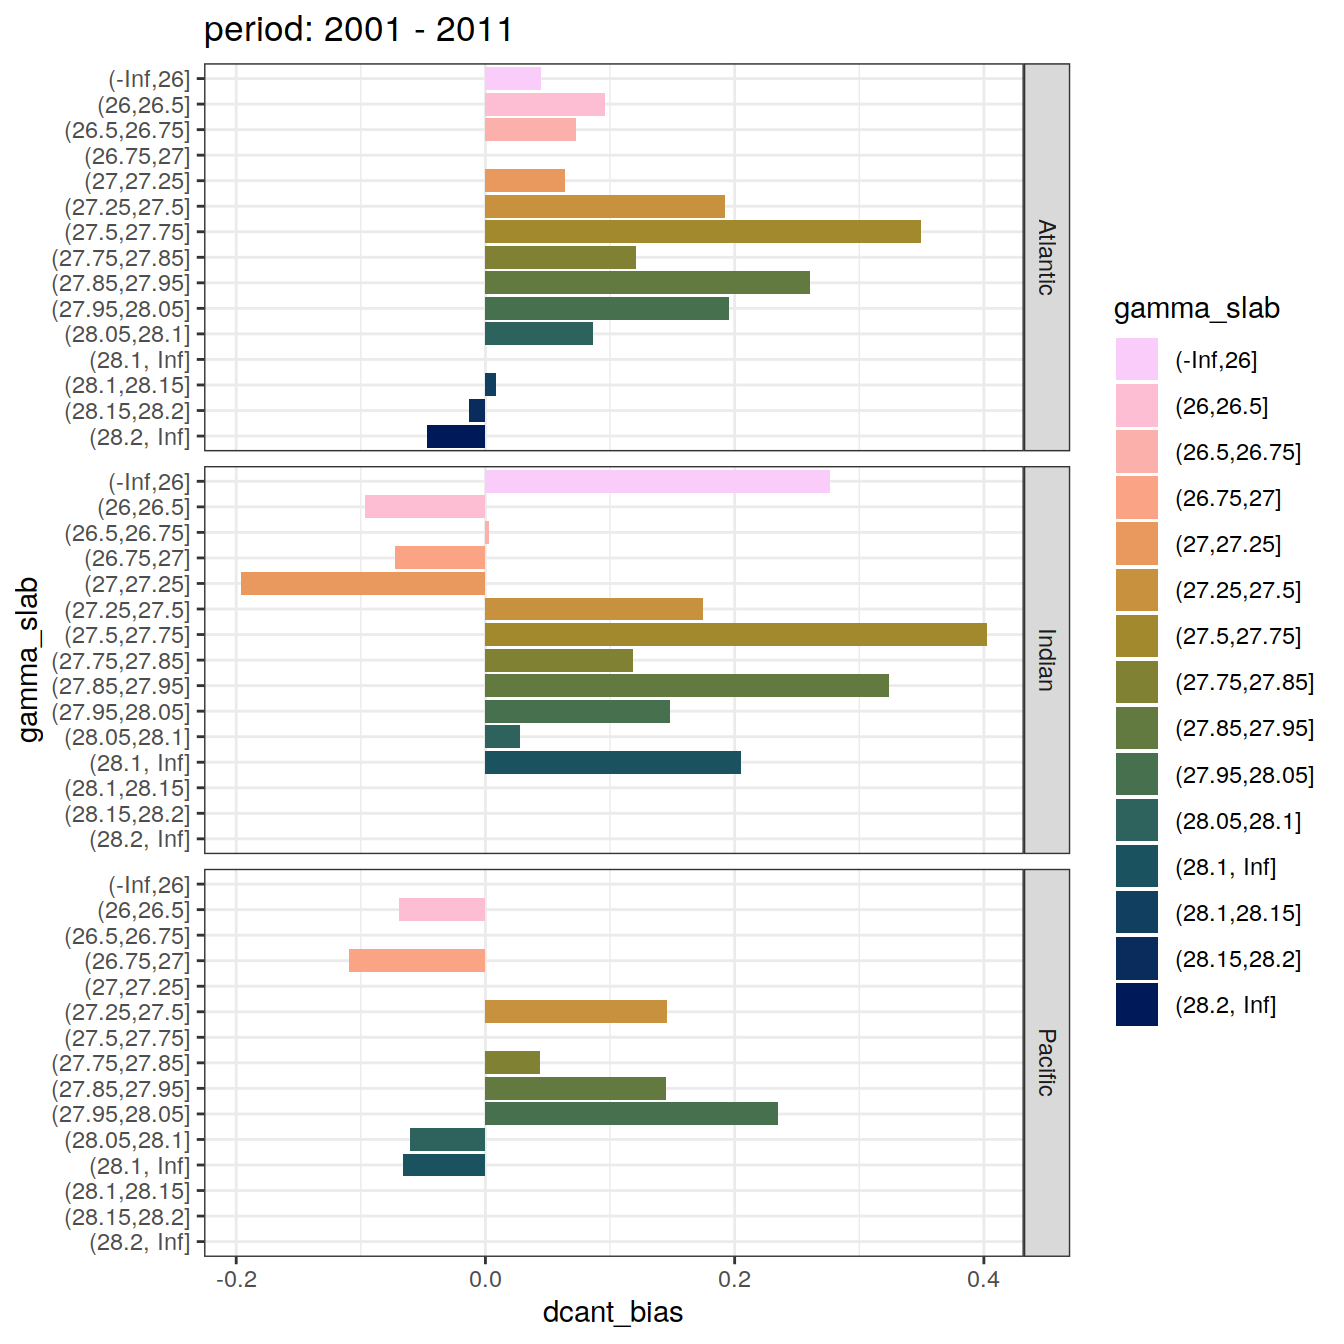 period: 2001 - 2011
(-Inf,26]
(26,26.5]
(26.5,26.75]
(26.75,27]
(27,27.25]
(27.25,27.5]
(27.5,27.75]
(27.75,27.85]
(27.85,27.95]
(27.95,28.05]
(28.05,28.1]
(28.1, Inf]
(28.1,28.15]
(28.15,28.2]
(28.2, Inf]
Atlantic
(-Inf,26]
(26,26.5]
(26.5,26.75]
(26.75,27]
(27,27.25]
(27.25,27.5]
(27.5,27.75]
(27.75,27.85]
(27.85,27.95]
(27.95,28.05]
(28.05,28.1]
(28.1, Inf]
(28.1,28.15]
(28.15,28.2]
(28.2, Inf]
Indian
(-Inf,26]
(26,26.5]
(26.5,26.75]
(26.75,27]
(27,27.25]
(27.25,27.5]
(27.5,27.75]
(27.75,27.85]
(27.85,27.95]
(27.95,28.05]
(28.05,28.1]
(28.1, Inf]
(28.1,28.15]
(28.15,28.2]
(28.2, Inf]
Pacific
gamma_slab
-0.2 0.0 0.2 0.4
dcant_bias
gamma_slab
(-Inf,26]
(26,26.5]
(26.5,26.75]
(26.75,27]
(27,27.25]
(27.25,27.5]
(27.5,27.75]
(27.75,27.85]
(27.85,27.95]
(27.95,28.05]
(28.05,28.1]
(28.1, Inf]
(28.1,28.15]
(28.15,28.2]
(28.2, Inf]